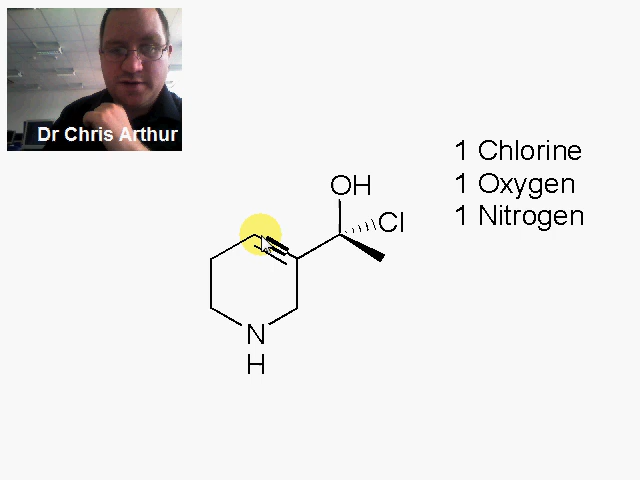 Dr Chris Arthur
1 Chlorine
1 Oxygen
1 Nitrogen
OH
Cl
N
H